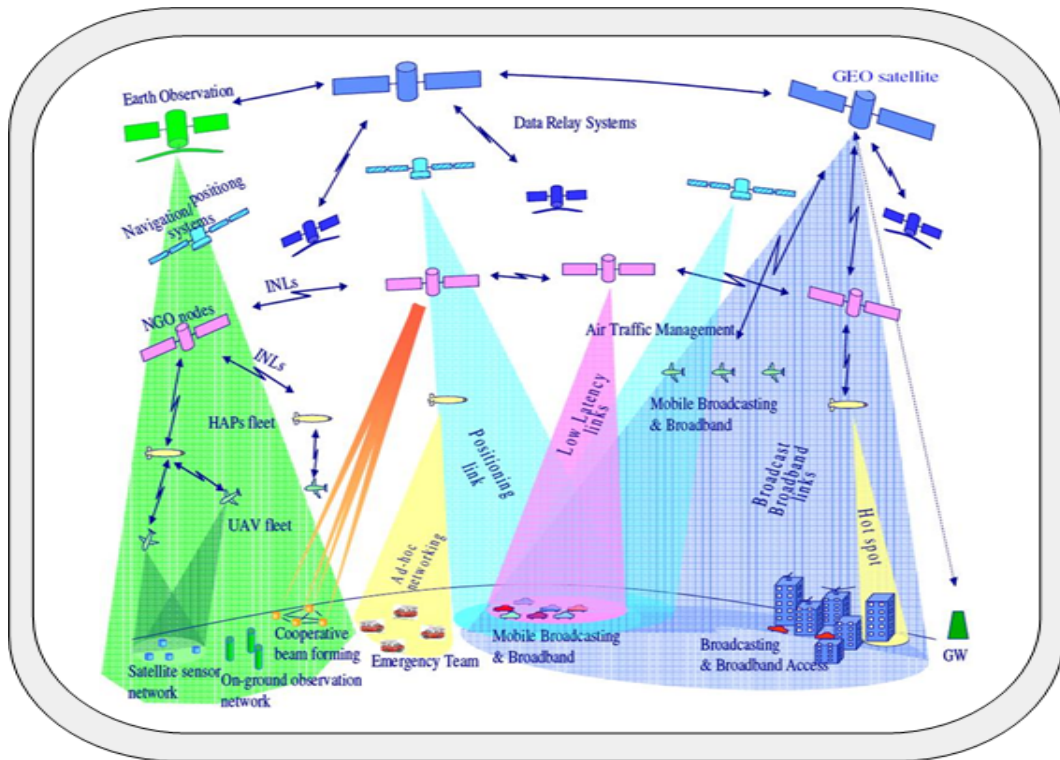 GEO satellite
Earth Observation
Data Relay Systems
Navigation/positiong
systems
INLs
NGO nodes
INLs
Air Traffic Management
HAPs fleet
Mobile Broadcasting
& Broadband
Low Latency
links
Positioning
link
Broadcast
Broadband
links
UAV fleet
Hot spot
Ad-hoc
networking
Cooperative
beam forming
Emergency Team
Mobile Broadcasting
& Broadband
Broadcasting
& Broadband Access
GW
Satellite sensor
network
On-ground observation
network